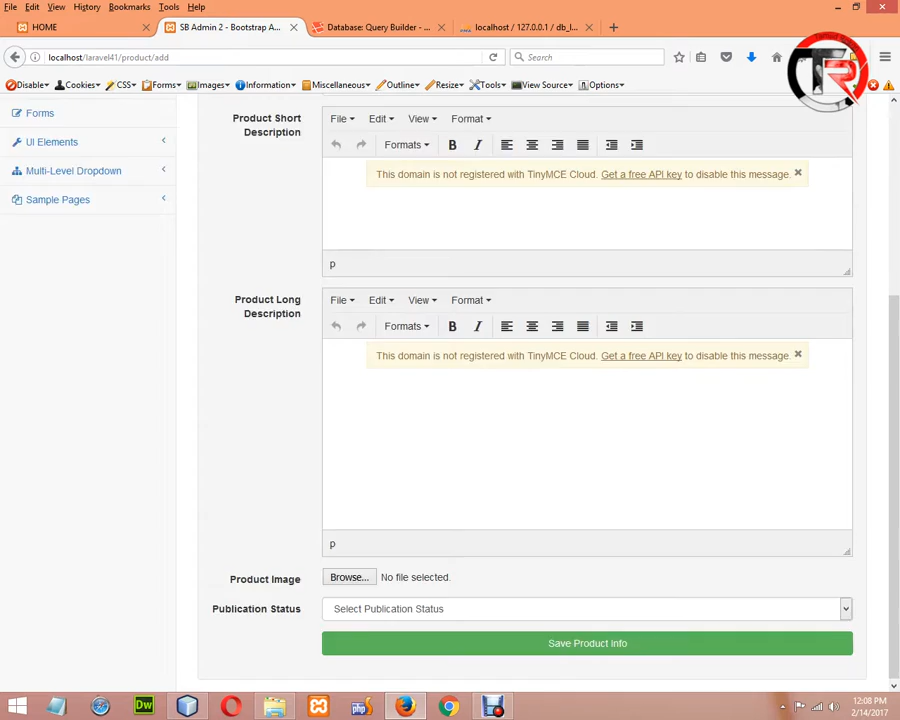 File Edit View History Bookmarks Tools Help
HOME × SB Admin 2 - Bootstrap A... × Database: Query Builder - ... × localhost / 127.0.0.1 / db_l... ×
localhost/laravel41/product/add Search
Disable Cookies CSS Forms Images Information Miscellaneous Outline Resize Tools View Source Options
Forms
UI Elements
Multi-Level Dropdown
Sample Pages
Product Short
Description
File Edit View Format
Formats B I
This domain is not registered with TinyMCE Cloud. Get a free API key to disable this message. ×
p
Product Long
Description
File Edit View Format
Formats B I
This domain is not registered with TinyMCE Cloud. Get a free API key to disable this message. ×
p
Product Image Browse... No file selected.
Publication Status Select Publication Status
Save Product Info
12:08 PM
2/14/2017